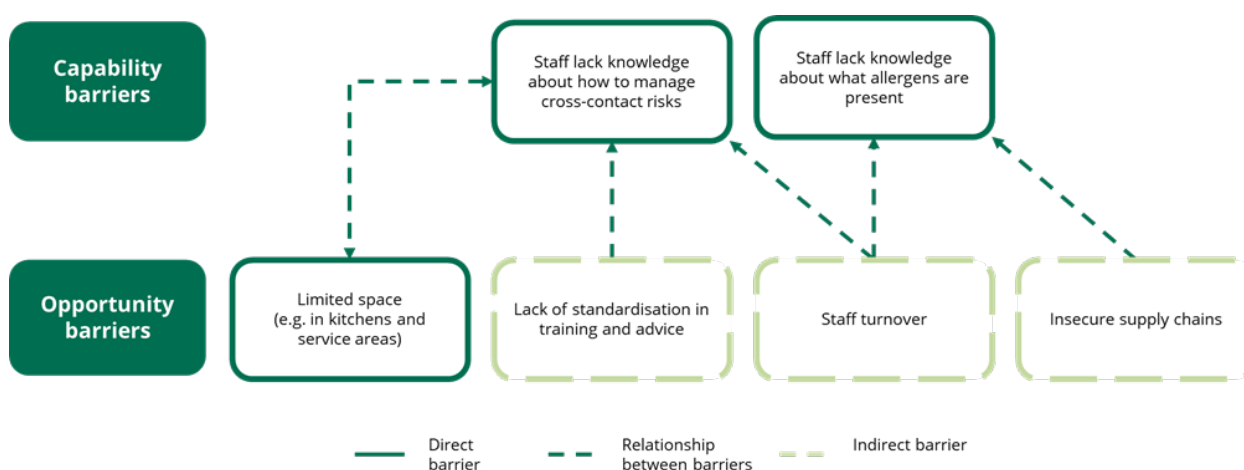 Capability
barriers
Staff lack knowledge
about how to manage
cross-contact risks
Staff lack knowledge
about what allergens are
present
Opportunity
barriers
Limited space
(e.g. in kitchens and
service areas)
Lack of standardisation in
training and advice
Staff turnover
Insecure supply chains
Direct
barrier
Relationship
between barriers
Indirect barrier